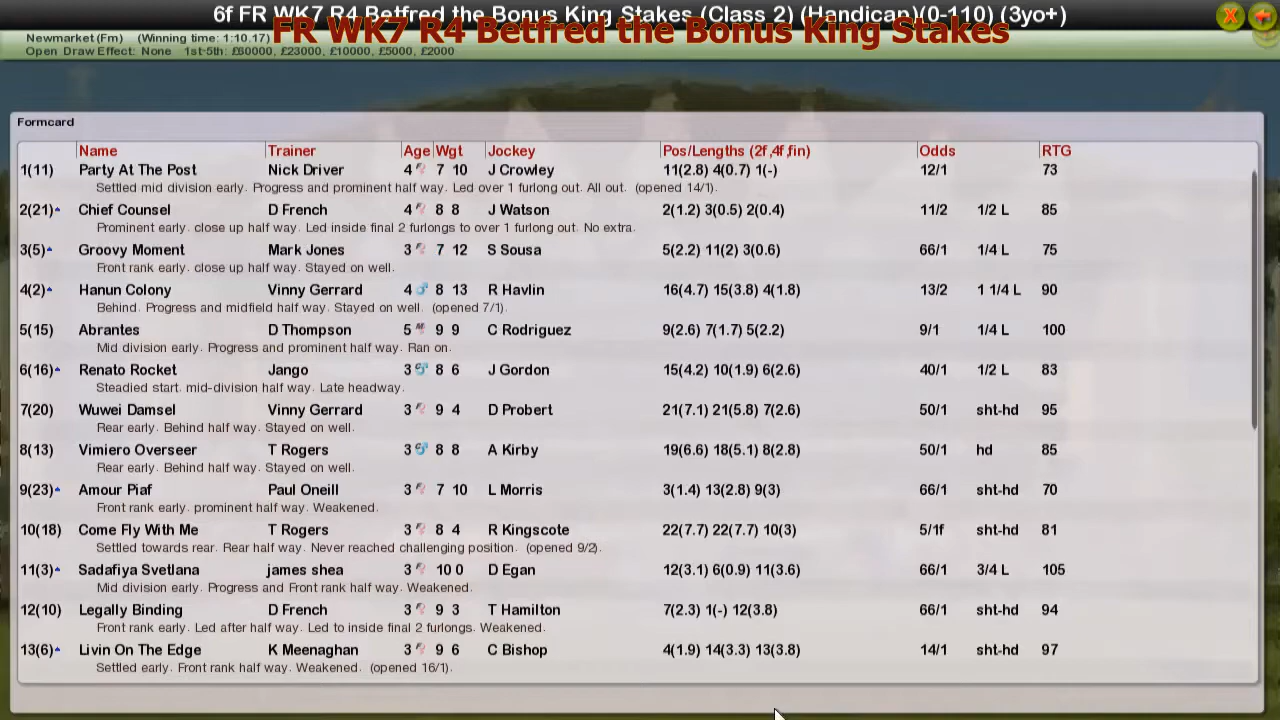 6f FR WK7 R4 Betfred the Bonus King Stakes (Class 2) (Handicap)(0-110) (3yo+)
FR WK7 R4 Betfred the Bonus King Stakes
Newmarket(Fm) (Winning time: 1:10.17)
Open Draw Effect: None 1st-5th: £60000, £23000, £10000, £5000, £2000
Formcard
Name Trainer Age Wgt Jockey Pos/Lengths (2f,4f,fin) Odds RTG
1(11) Party At The Post Nick Driver 4 7 10 J Crowley 11(2.8) 4(0.7) 1(-) 12/1 73
Settled mid division early. Progress and prominent half way. Led over 1 furlong out. All out. (opened 14/1).
2(21) Chief Counsel D French 4 8 8 J Watson 2(1.2) 3(0.5) 2(0.4) 11/2 1/2 L 85
Prominent early. close up half way. Led inside final 2 furlongs to over 1 furlong out. No extra.
3(5) Groovy Moment Mark Jones 3 7 12 S Sousa 5(2.2) 11(2) 3(0.6) 66/1 1/4 L 75
Front rank early. close up half way. Stayed on well.
4(2) Hanun Colony Vinny Gerrard 4 8 13 R Havlin 16(4.7) 15(3.8) 4(1.8) 13/2 1 1/4 L 90
Behind. Progress and midfield half way. Stayed on well. (opened 7/1).
5(15) Abrantes D Thompson 5 9 9 C Rodriguez 9(2.6) 7(1.7) 5(2.2) 9/1 1/4 L 100
Mid division early. Progress and prominent half way. Ran on.
6(16) Renato Rocket Jango 3 8 6 J Gordon 15(4.2) 10(1.9) 6(2.6) 40/1 1/2 L 83
Steadied start. mid-division half way. Late headway.
7(20) Wuwei Damsel Vinny Gerrard 3 9 4 D Probert 21(7.1) 21(5.8) 7(2.6) 50/1 sht-hd 95
Rear early. Behind half way. Stayed on well.
8(13) Vimiero Overseer T Rogers 3 8 8 A Kirby 19(6.6) 18(5.1) 8(2.8) 50/1 hd 85
Rear early. Behind half way. Stayed on well.
9(23) Amour Piaf Paul Oneill 3 7 10 L Morris 3(1.4) 13(2.8) 9(3) 66/1 sht-hd 70
Front rank early. prominent half way. Weakened.
10(18) Come Fly With Me T Rogers 3 8 4 R Kingscote 22(7.7) 22(7.7) 10(3) 5/1f sht-hd 81
Settled towards rear. Rear half way. Never reached challenging position. (opened 9/2).
11(3) Sadafiya Svetlana james shea 3 10 0 D Egan 12(3.1) 6(0.9) 11(3.6) 66/1 3/4 L 105
Mid division early. Progress and Front rank half way. Weakened.
12(10) Legally Binding D French 3 9 3 T Hamilton 7(2.3) 1(-) 12(3.8) 66/1 sht-hd 94
Front rank early. Led after half way. Led to inside final 2 furlongs. Weakened.
13(6) Livin On The Edge K Meenaghan 3 9 6 C Bishop 4(1.9) 14(3.3) 13(3.8) 14/1 sht-hd 97
Settled early. Front rank half way. Weakened. (opened 16/1).